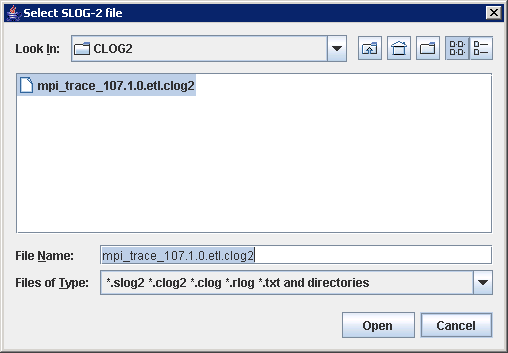 Select SLOG-2 file
Look In: CLOG2
mpi_trace_107.1.0.etl.clog2
File Name: mpi_trace_107.1.0.etl.clog2
Files of Type: *.slog2 *.clog2 *.clog *.rlog *.txt and directories
Open Cancel